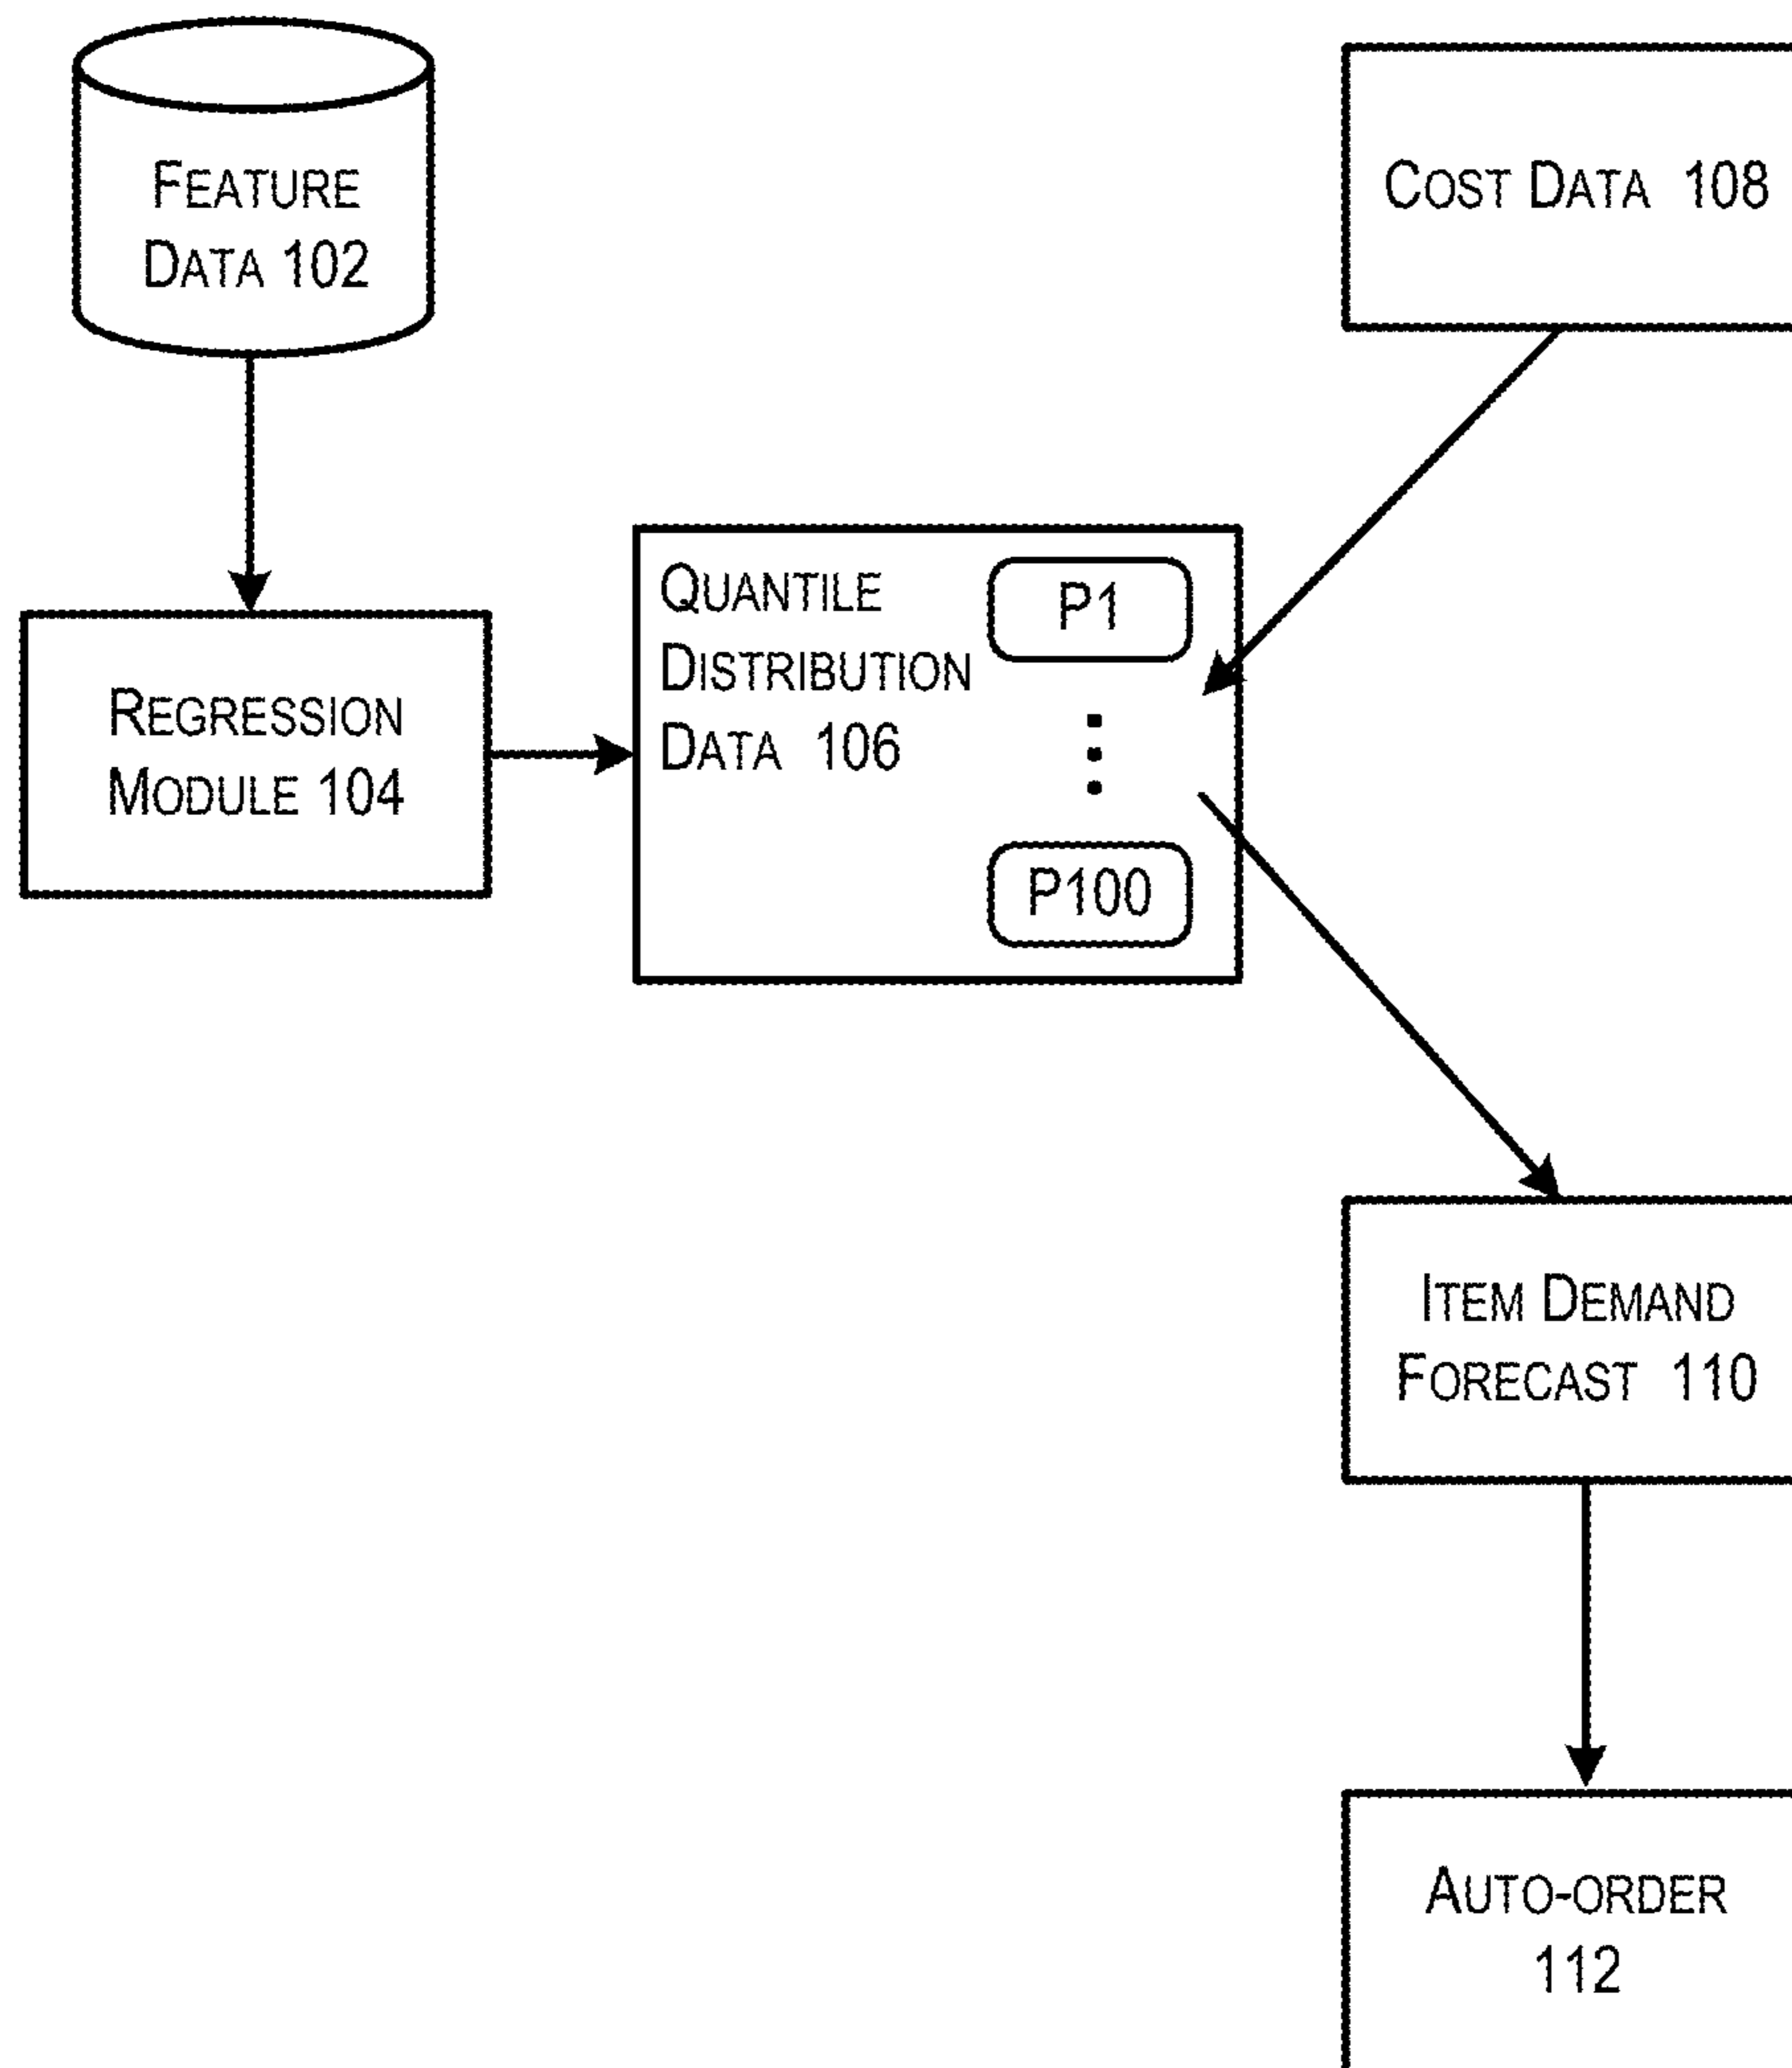 FEATURE
DATA 102
COST DATA 108
REGRESSION
MODULE 104
QUANTILE
DISTRIBUTION
DATA 106
P1
P100
ITEM DEMAND
FORECAST 110
AUTO-ORDER
112